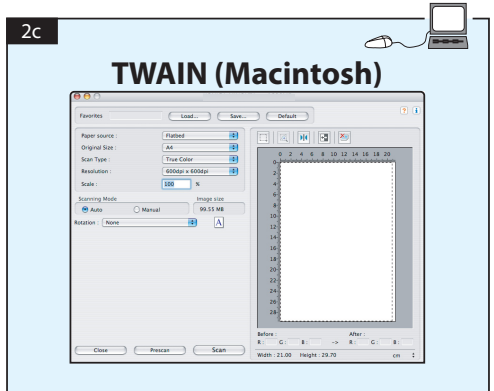 2c
TWAIN (Macintosh)
Favorites Load... Save... Default
? i
Paper source : Flatbed
Original Size : A4
Scan Type : True Color
Resolution : 600dpi x 600dpi
Scale : 100 %
Scanning Mode Image size
Auto Manual 99.55 MB
Rotation : None A
0 2 4 6 8 10 12 14 16 18 20
0
2
4
6
8
10
12
14
16
18
20
22
24
26
28
Before : After :
R : G : B : -> R : G : B :
Close Prescan Scan
Width : 21.00 Height : 29.70 cm